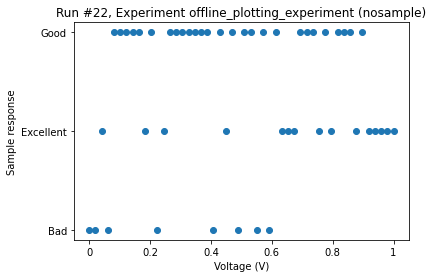 Run #22, Experiment offline_plotting_experiment (nosample)
Good
Excellent
Bad
Sample response
0 0.2 0.4 0.6 0.8 1
Voltage (V)